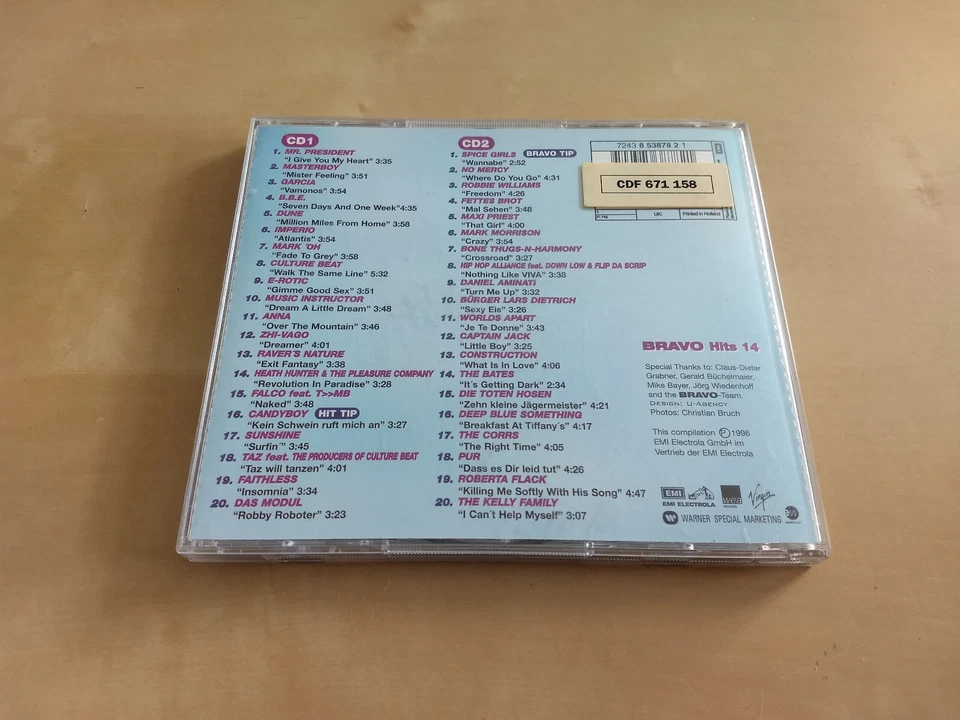 CD1
1. MR. PRESIDENT
"I Give You My Heart" 3:35
2. MASTERBOY
"Mister Feeling" 3:51
3. GARCIA
"Vamonos" 3:54
4. B.B.E.
"Seven Days And One Week"4:35
5. DUNE
"Million Miles From Home" 3:58
6. IMPERIO
"Atlantis" 3:54
7. MARK 'OH
"Fade To Grey" 3:58
8. CULTURE BEAT
"Walk The Same Line" 5:32
9. E-ROTIC
"Gimme Good Sex" 3:51
10. MUSIC INSTRUCTOR
"Dream A Little Dream" 3:48
11. ANNA
"Over The Mountain" 3:46
12. ZHI-VAGO
"Dreamer" 4:01
13. RAVER'S NATURE
"Exit Fantasy" 3:38
14. HEATH HUNTER & THE PLEASURE COMPANY
"Revolution In Paradise" 3:28
15. FALCO feat. T>>MB
"Naked" 3:48
16. CANDYBOY HIT TIP
"Kein Schwein ruft mich an" 3:27
17. SUNSHINE
"Surfin´" 3:45
18. TAZ feat. THE PRODUCERS OF CULTURE BEAT
"Taz will tanzen" 4:01
19. FAITHLESS
"Insomnia" 3:34
20. DAS MODUL
"Robby Roboter" 3:23
CD2
1. SPICE GIRLS BRAVO TIP
"Wannabe" 2:52
2. NO MERCY
"Where Do You Go" 4:31
3. ROBBIE WILLIAMS
"Freedom" 4:26
4. FETTES BROT
"Mal Sehen" 3:48
5. MAXI PRIEST
"That Girl" 4:00
6. MARK MORRISON
"Crazy" 3:54
7. BONE THUGS-N-HARMONY
"Crossroad" 3:27
8. HIP HOP ALLIANCE feat. DOWN LOW & FLIP DA SCRIP
"Nothing Like VIVA" 3:38
9. DANIEL AMINATI
"Turn Me Up" 3:32
10. BÜRGER LARS DIETRICH
"Sexy Eis" 3:26
11. WORLDS APART
"Je Te Donne" 3:43
12. CAPTAIN JACK
"Little Boy" 3:25
13. CONSTRUCTION
"What Is In Love" 4:06
14. THE BATES
"It´s Getting Dark" 2:34
15. DIE TOTEN HOSEN
"Zehn kleine Jägermeister" 4:21
16. DEEP BLUE SOMETHING
"Breakfast At Tiffany´s" 4:17
17. THE CORRS
"The Right Time" 4:05
18. PUR
"Dass es Dir leid tut" 4:26
19. ROBERTA FLACK
"Killing Me Softly With His Song" 4:47
20. THE KELLY FAMILY
"I Can´t Help Myself" 3:07
7243 8 53878 2 1
CDF 671 158
UK:
Printed in Holland
BRAVO Hits 14
Special Thanks to: Claus-Dieter
Grabner, Gerald Büchelmaier,
Mike Bayer, Jörg Wiedenhoff
and the BRAVO-Team.
DESIGN: U-AGENCY
Photos: Christian Bruch
This compilation Ⓟ1996
EMI Electrola GmbH im
Vertrieb der EMI Electrola
EMI
EMI ELECTROLA
wea
Virgin
WARNER SPECIAL MARKETING
ew